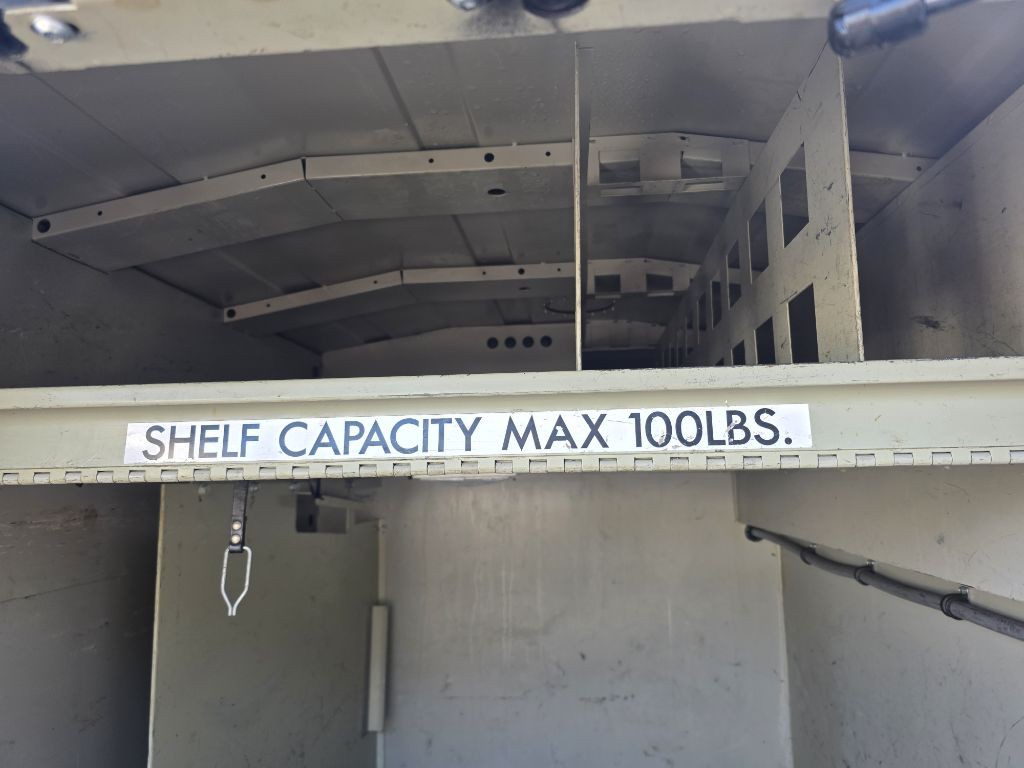 SHELF CAPACITY MAX 100LBS.